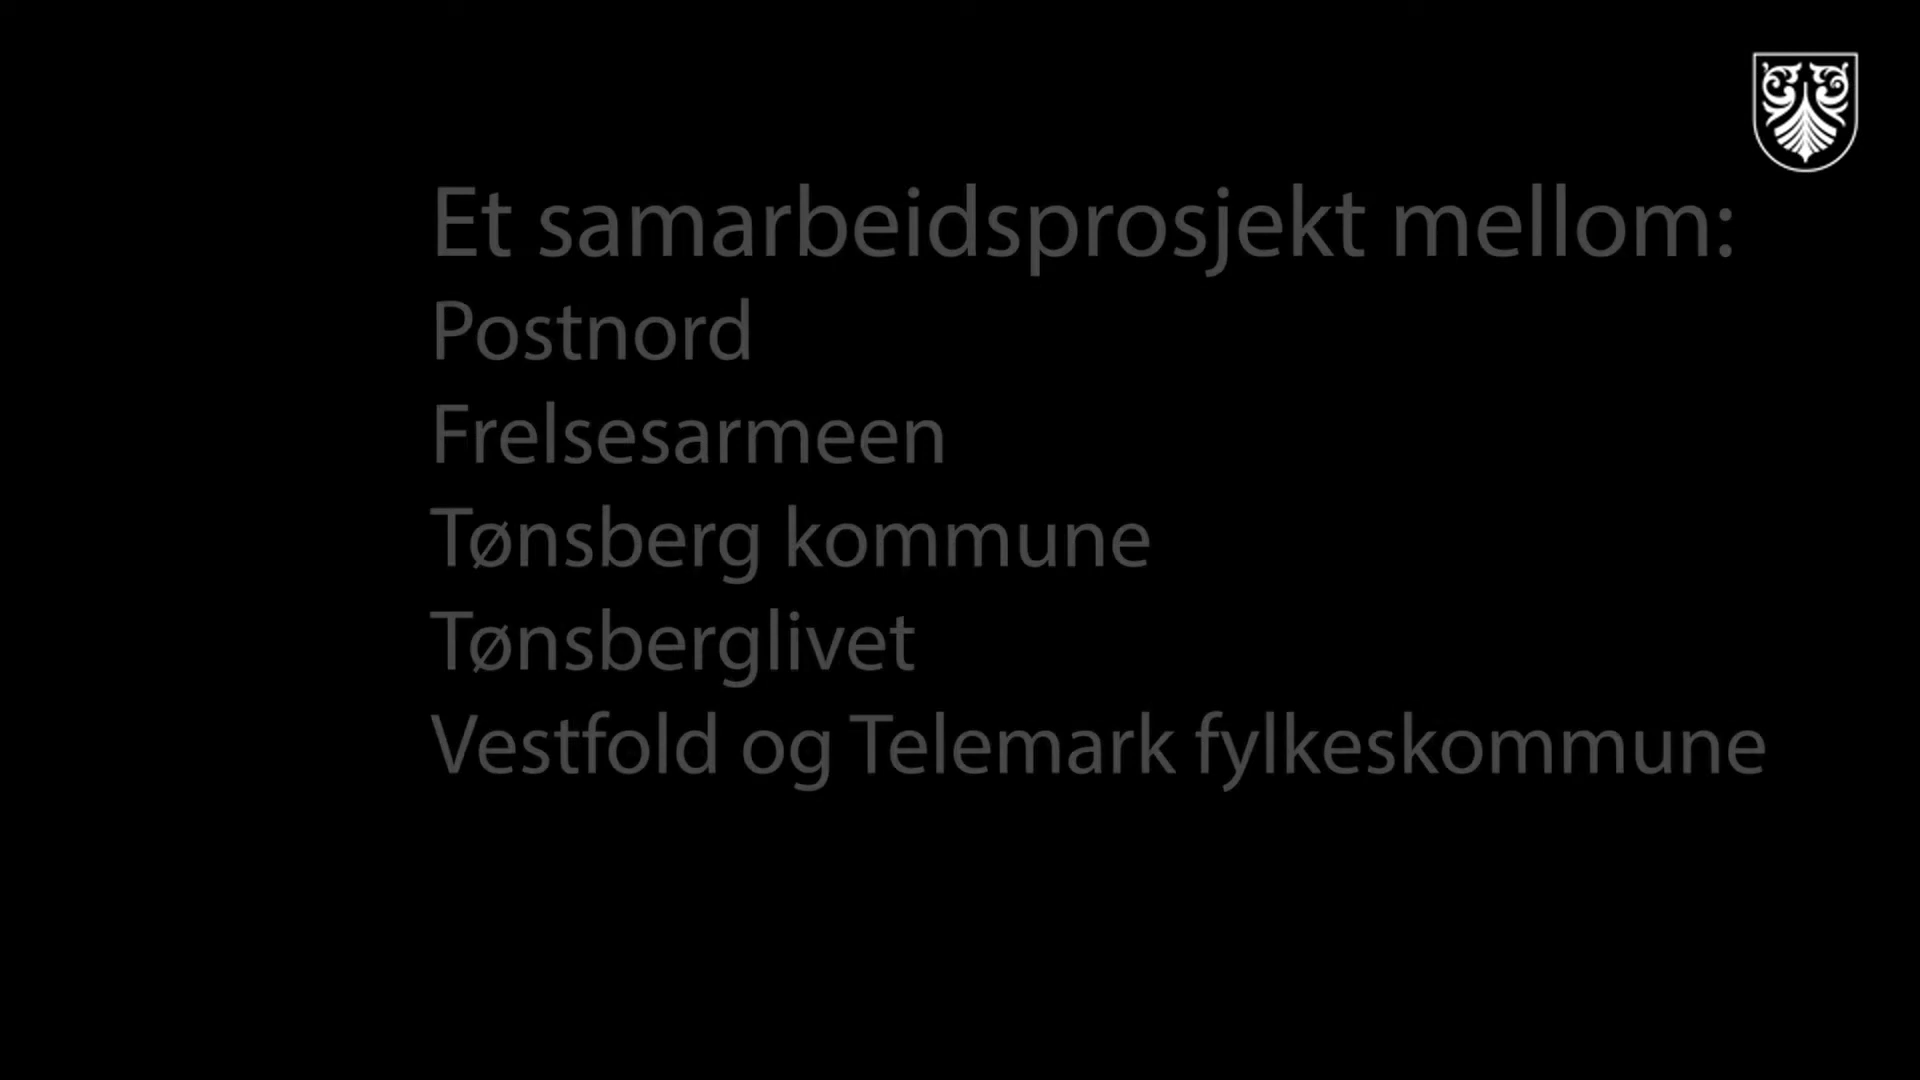 Et samarbeidsprosjekt mellom:
Postnord
Frelsesarmeen
Tønsberg kommune
Tønsberglivet
Vestfold og Telemark fylkeskommune